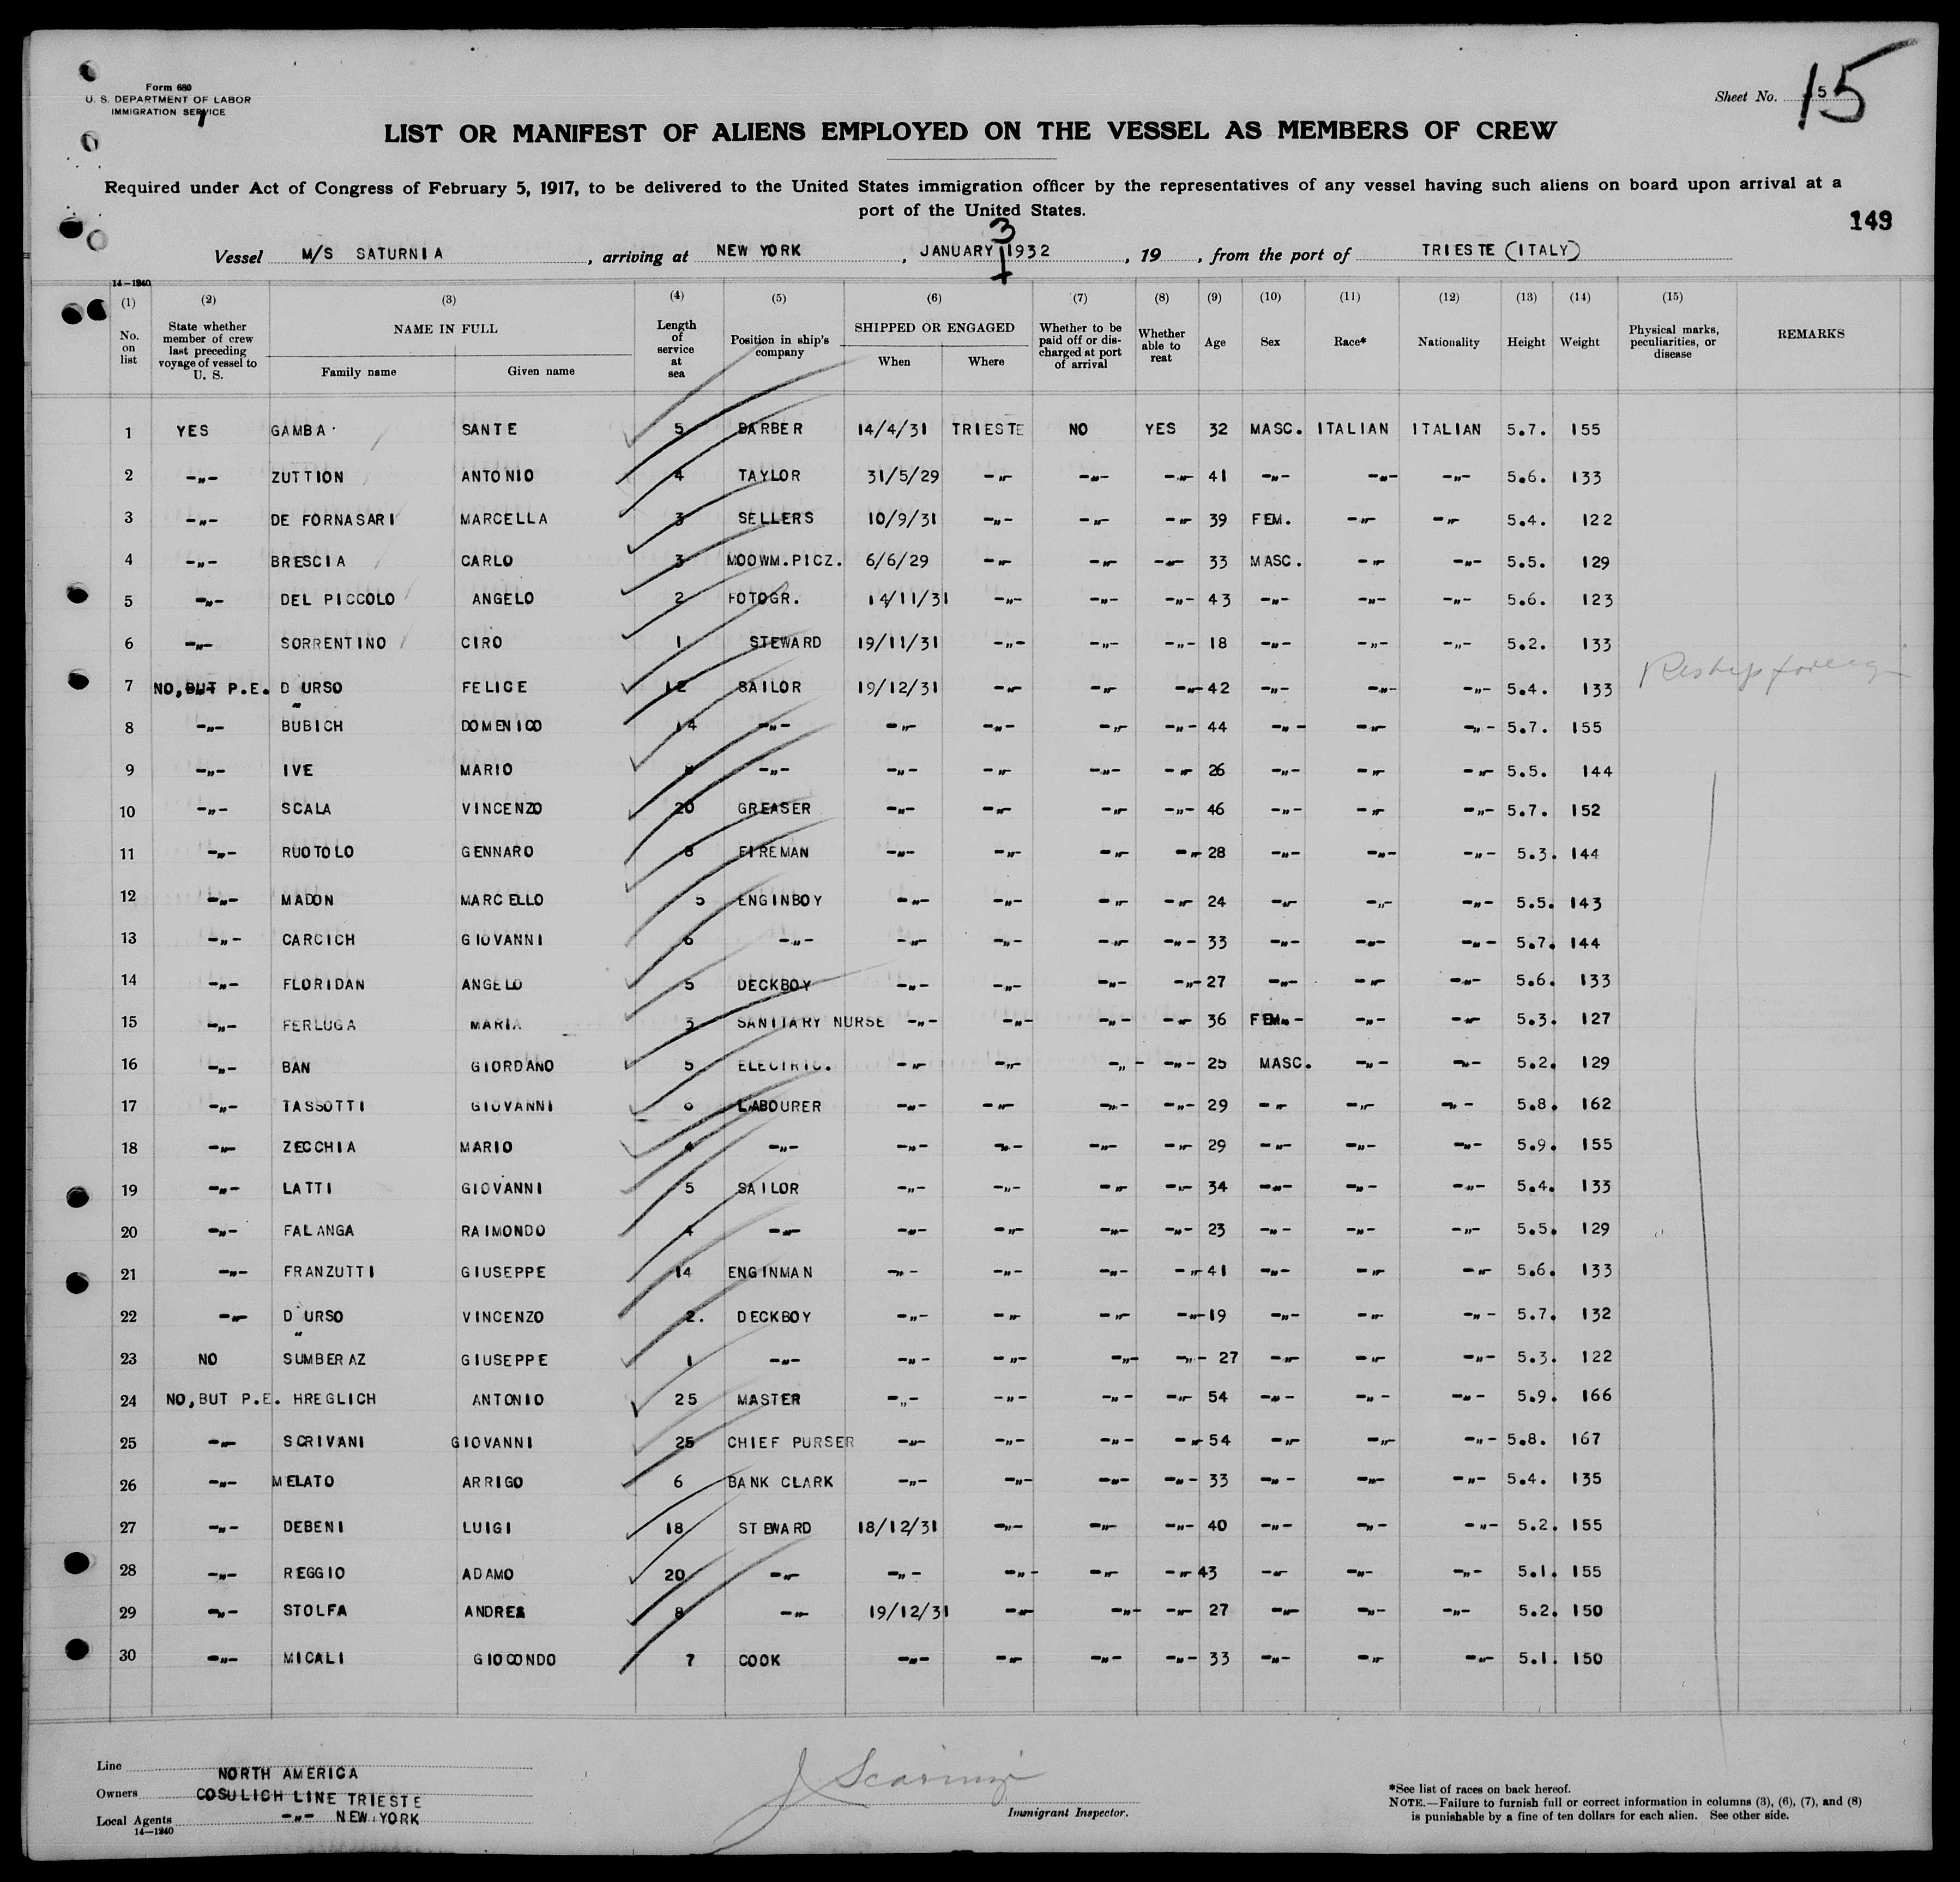 Form 680
U. S. DEPARTMENT OF LABOR
IMMIGRATION SERVICE
Sheet No. 15
LIST OR MANIFEST OF ALIENS EMPLOYED ON THE VESSEL AS MEMBERS OF CREW
Required under Act of Congress of February 5, 1917, to be delivered to the United States immigration officer by the representatives of any vessel having such aliens on board upon arrival at a
port of the United States.
149
Vessel M/S SATURNIA , arriving at NEW YORK , JANUARY 3 1932 , 19 , from the port of TRIESTE (ITALY)
14-1240
(1) (2) (3) (4) (5) (6) (7) (8) (9) (10) (11) (12) (13) (14) (15)
No. on list State whether member of crew last preceding voyage of vessel to U. S. NAME IN FULL Family name Given name Length of service at sea Position in ship's company SHIPPED OR ENGAGED When Where Whether to be paid off or discharged at port of arrival Whether able to reat Age Sex Race* Nationality Height Weight Physical marks, peculiarities, or disease REMARKS
1 YES GAMBA SANTE 5 BARBER 14/4/31 TRIESTE NO YES 32 MASC. ITALIAN ITALIAN 5.7. 155
2 -"- ZUTTION ANTONIO 4 TAYLOR 31/5/29 -"- -"- -"- 41 -"- -"- -"- 5.6. 133
3 -"- DE FORNASARI MARCELLA 3 SELLERS 10/9/31 -"- -"- -"- 39 FEM. -"- -"- 5.4. 122
4 -"- BRESCIA CARLO 3 MOOWM.PICZ. 6/6/29 -"- -"- -"- 33 MASC. -"- -"- 5.5. 129
5 -"- DEL PICCOLO ANGELO 2 FOTOGR. 14/11/31 -"- -"- -"- 43 -"- -"- -"- 5.6. 123
6 -"- SORRENTINO CIRO 1 STEWARD 19/11/31 -"- -"- -"- 18 -"- -"- -"- 5.2. 133
7 NO,BUT P.E. D"URSO FELICE 12 SAILOR 19/12/31 -"- -"- -"- 42 -"- -"- -"- 5.4. 133
8 -"- BUBICH DOMENICO 14 -"- -"- -"- -"- -"- 44 -"- -"- -"- 5.7. 155
9 -"- IVE MARIO -"- -"- -"- -"- -"- 26 -"- -"- -"- 5.5. 144
10 -"- SCALA VINCENZO 20 GREASER -"- -"- -"- -"- 46 -"- -"- -"- 5.7. 152
11 -"- RUOTOLO GENNARO 8 FIREMAN -"- -"- -"- -"- 28 -"- -"- -"- 5.3. 144
12 -"- MADON MARCELLO 5 ENGINBOY -"- -"- -"- -"- 24 -"- -"- -"- 5.5. 143
13 -"- CARCICH GIOVANNI 6 -"- -"- -"- -"- -"- 33 -"- -"- -"- 5.7. 144
14 -"- FLORIDAN ANGELO 5 DECKBOY -"- -"- -"- -"- 27 -"- -"- -"- 5.6. 133
15 -"- FERLUGA MARIA 3 SANITARY NURSE -"- -"- -"- -"- 36 FEM. -"- -"- 5.3. 127
16 -"- BAN GIORDANO 5 ELECTRIC. -"- -"- -"- -"- 25 MASC. -"- -"- 5.2. 129
17 -"- TASSOTTI GIOVANNI 6 LABOURER -"- -"- -"- -"- 29 -"- -"- -"- 5.8. 162
18 -"- ZECCHIA MARIO 4 -"- -"- -"- -"- -"- 29 -"- -"- -"- 5.9. 155
19 -"- LATTI GIOVANNI 5 SAILOR -"- -"- -"- -"- 34 -"- -"- -"- 5.4. 133
20 -"- FALANGA RAIMONDO 4 -"- -"- -"- -"- -"- 23 -"- -"- -"- 5.5. 129
21 -"- FRANZUTTI GIUSEPPE 14 ENGINMAN -"- -"- -"- -"- 41 -"- -"- -"- 5.6. 133
22 -"- D"URSO VINCENZO 2. DECKBOY -"- -"- -"- -"- 19 -"- -"- -"- 5.7. 132
23 NO SUMBERAZ GIUSEPPE 1 -"- -"- -"- -"- -"- 27 -"- -"- -"- 5.3. 122
24 NO,BUT P.E. HREGLICH ANTONIO 25 MASTER -"- -"- -"- -"- 54 -"- -"- -"- 5.9. 166
25 -"- SCRIVANI GIOVANNI 25 CHIEF PURSER -"- -"- -"- -"- 54 -"- -"- -"- 5.8. 167
26 -"- MELATO ARRIGO 6 BANK CLARK -"- -"- -"- -"- 33 -"- -"- -"- 5.4. 135
27 -"- DEBENI LUIGI 18 STEWARD 18/12/31 -"- -"- -"- 40 -"- -"- -"- 5.2. 155
28 -"- REGGIO ADAMO 20 -"- -"- -"- -"- -"- 43 -"- -"- -"- 5.1. 155
29 -"- STOLFA ANDREA 8 -"- 19/12/31 -"- -"- -"- 27 -"- -"- -"- 5.2. 150
30 -"- MICALI GIOCONDO 7 COOK -"- -"- -"- -"- 33 -"- -"- -"- 5.1. 150
Line NORTH AMERICA
Owners COSULICH LINE TRIESTE
Local Agents -"- NEW YORK
14-1240
Immigrant Inspector.
*See list of races on back hereof.
NOTE.—Failure to furnish full or correct information in columns (3), (6), (7), and (8)
is punishable by a fine of ten dollars for each alien. See other side.